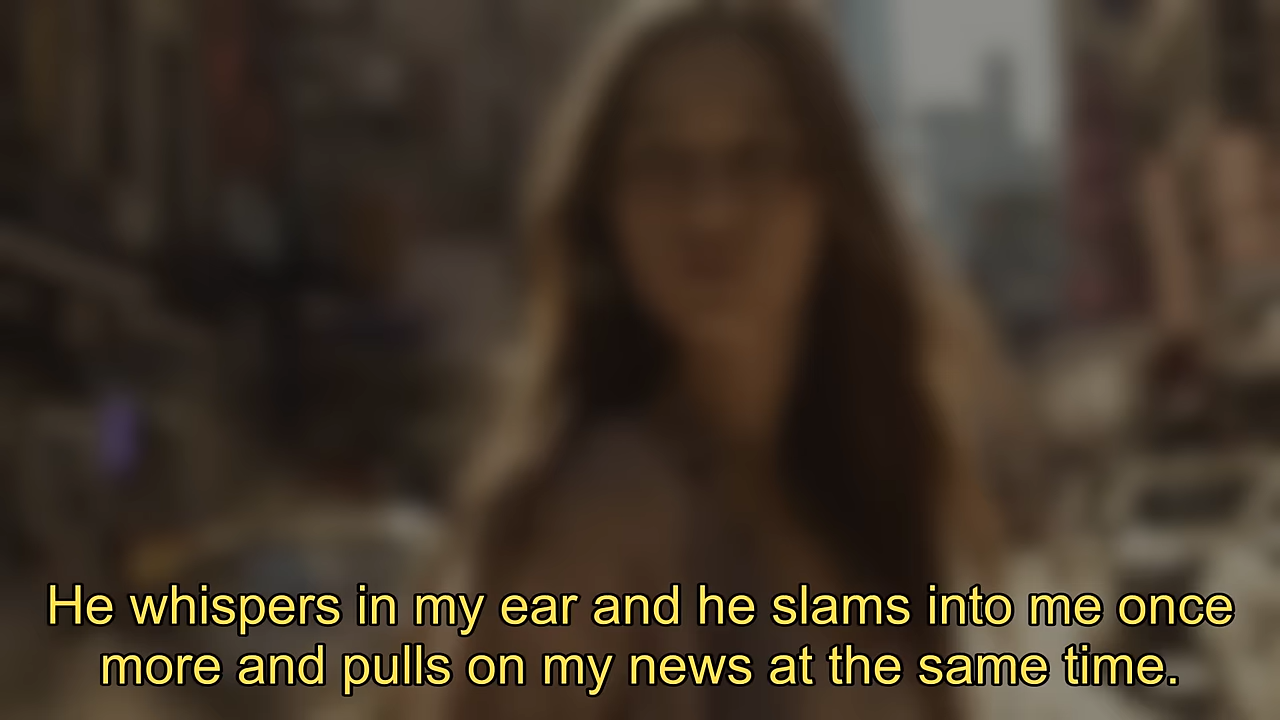 He whispers in my ear and he slams into me once
more and pulls on my news at the same time.